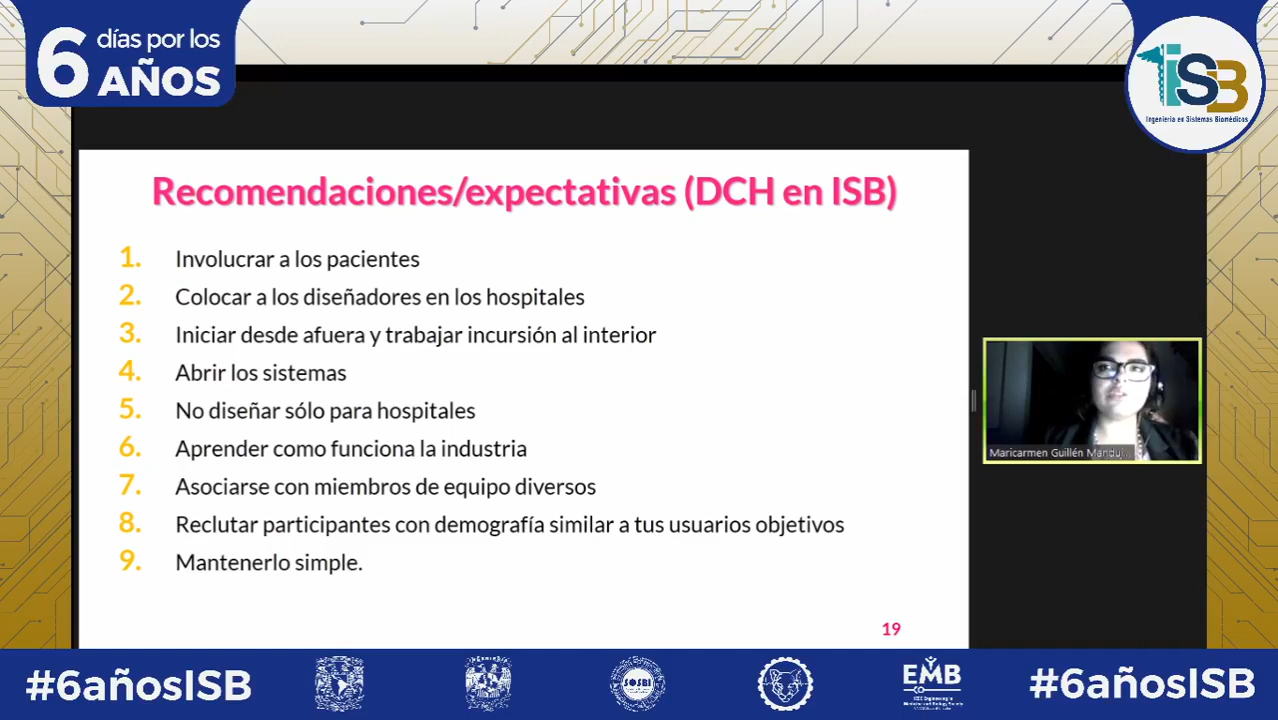 6 días por los
AÑOS
iSB
Ingeniería en Sistemas Biomédicos
Recomendaciones/expectativas (DCH en ISB)
1. Involucrar a los pacientes
2. Colocar a los diseñadores en los hospitales
3. Iniciar desde afuera y trabajar incursión al interior
4. Abrir los sistemas
5. No diseñar sólo para hospitales
6. Aprender como funciona la industria
7. Asociarse con miembros de equipo diversos
8. Reclutar participantes con demografía similar a tus usuarios objetivos
9. Mantenerlo simple.
Maricarmen Guillén Manduj...
19
#6añosISB
SOSBI
EMB
#6añosISB